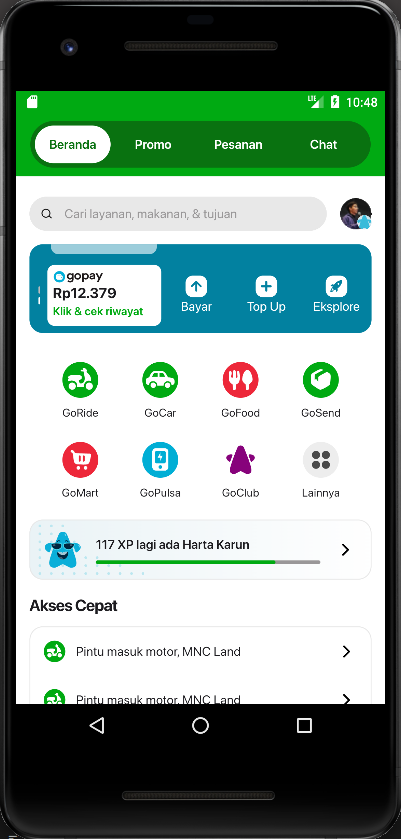 LTE 10:48
Beranda Promo Pesanan Chat
Cari layanan, makanan, & tujuan
gopay
Rp12.379
Klik & cek riwayat
Bayar Top Up Eksplore
GoRide GoCar GoFood GoSend
GoMart GoPulsa GoClub Lainnya
117 XP lagi ada Harta Karun
Akses Cepat
Pintu masuk motor, MNC Land
Pintu masuk motor, MNC Land